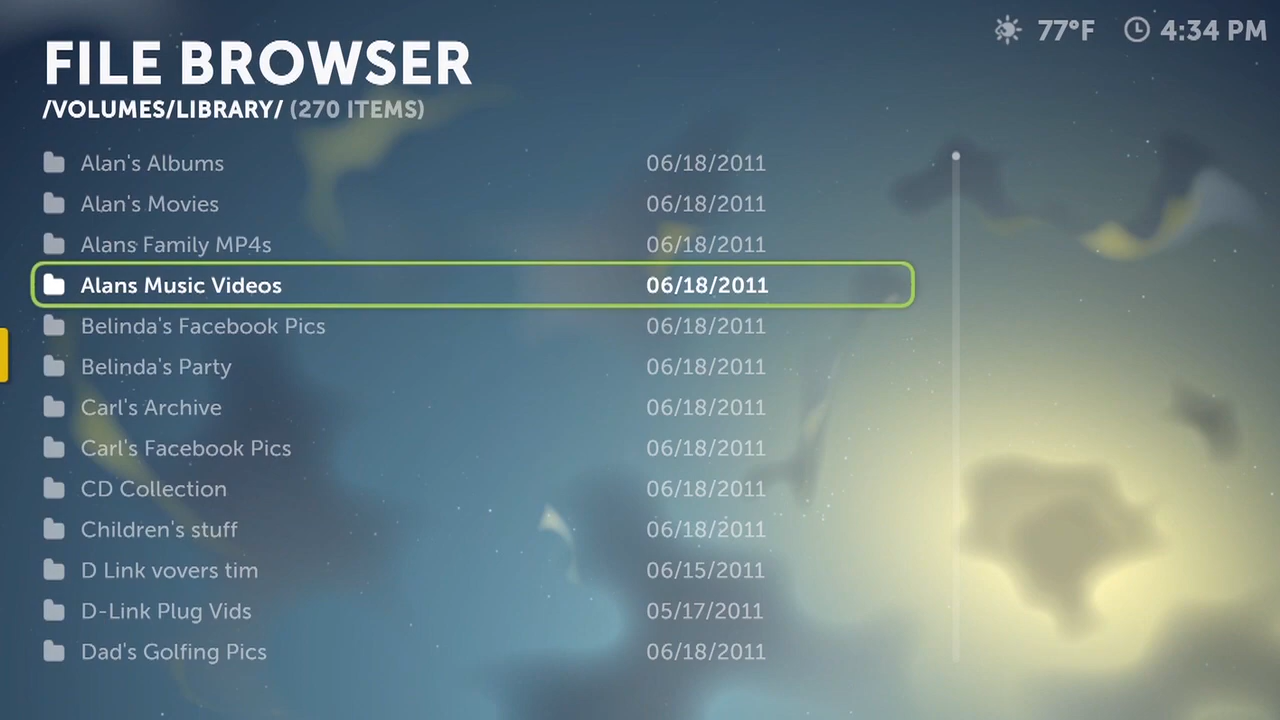 77°F 4:34 PM
FILE BROWSER
/VOLUMES/LIBRARY/ (270 ITEMS)
Alan's Albums 06/18/2011
Alan's Movies 06/18/2011
Alans Family MP4s 06/18/2011
Alans Music Videos 06/18/2011
Belinda's Facebook Pics 06/18/2011
Belinda's Party 06/18/2011
Carl's Archive 06/18/2011
Carl's Facebook Pics 06/18/2011
CD Collection 06/18/2011
Children's stuff 06/18/2011
D Link vovers tim 06/15/2011
D-Link Plug Vids 05/17/2011
Dad's Golfing Pics 06/18/2011